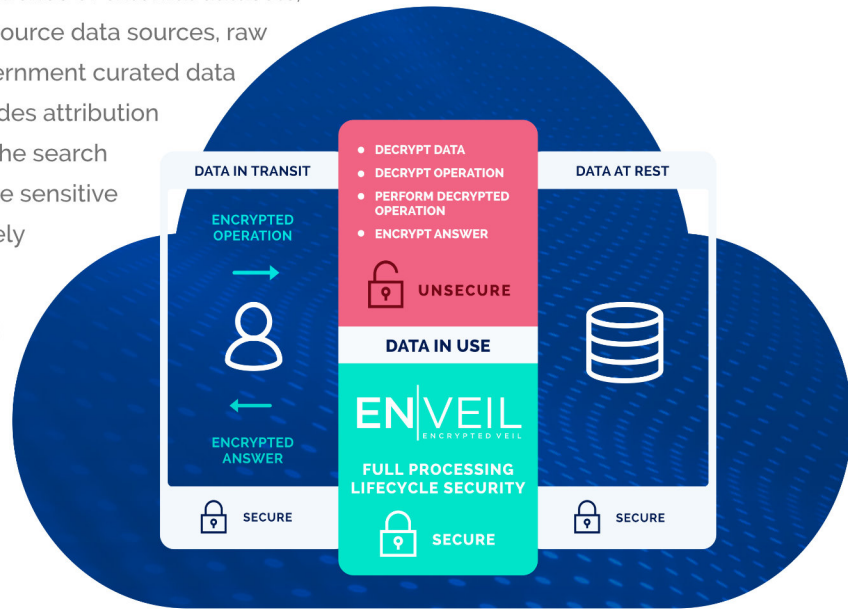 ource data sources, raw
ernment curated data
des attribution
he search
e sensitive
ely
DATA IN TRANSIT
ENCRYPTED
OPERATION
ENCRYPTED
ANSWER
SECURE
• DECRYPT DATA
• DECRYPT OPERATION
• PERFORM DECRYPTED
OPERATION
• ENCRYPT ANSWER
UNSECURE
DATA IN USE
EN|VEIL
ENCRYPTED VEIL
FULL PROCESSING
LIFECYCLE SECURITY
SECURE
DATA AT REST
SECURE